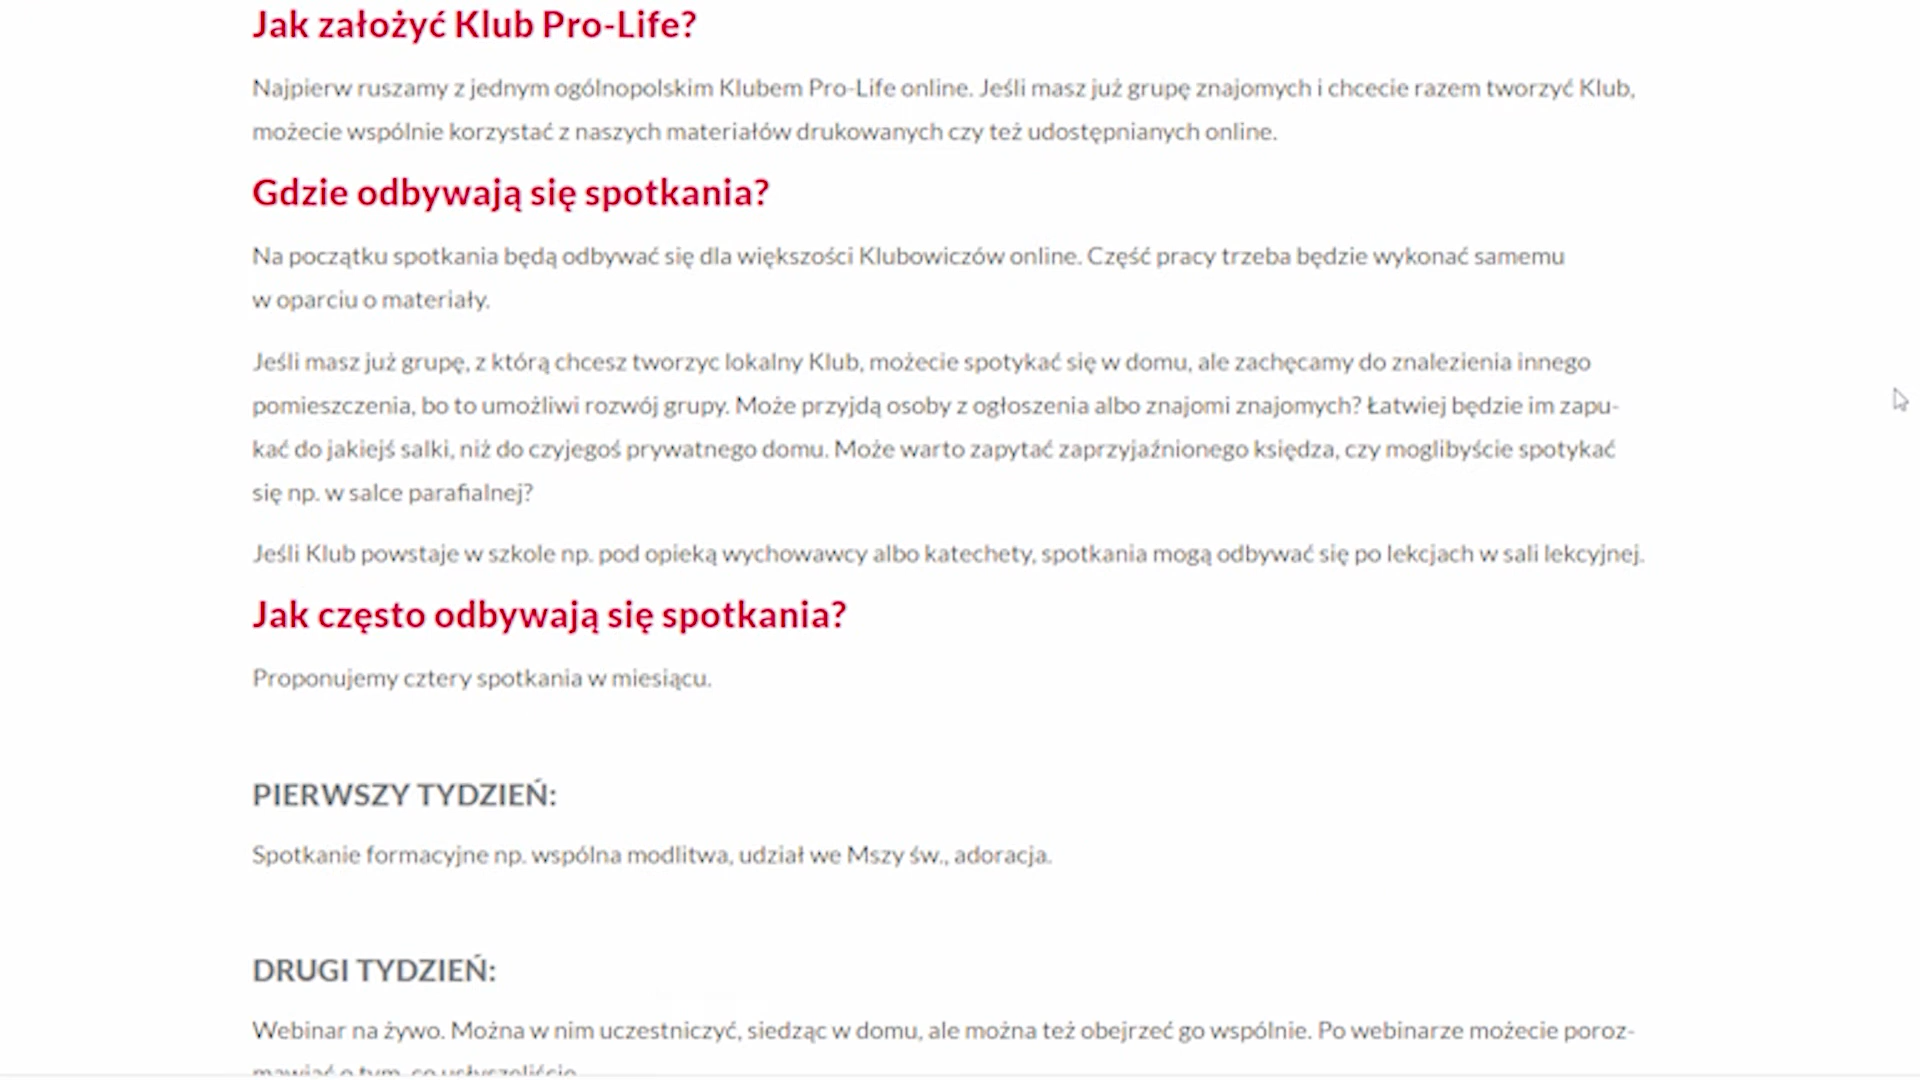 Jak założyć Klub Pro-Life?
Najpierw ruszamy z jednym ogólnopolskim Klubem Pro-Life online. Jeśli masz już grupę znajomych i chcecie razem tworzyć Klub,
możecie wspólnie korzystać z naszych materiałów drukowanych czy też udostępnianych online.
Gdzie odbywają się spotkania?
Na początku spotkania będą odbywać się dla większości Klubowiczów online. Część pracy trzeba będzie wykonać samemu
w oparciu o materiały.
Jeśli masz już grupę, z którą chcesz tworzyc lokalny Klub, możecie spotykać się w domu, ale zachęcamy do znalezienia innego
pomieszczenia, bo to umożliwi rozwój grupy. Może przyjdą osoby z ogłoszenia albo znajomi znajomych? Łatwiej będzie im zapu-
kać do jakiejś salki, niż do czyjegoś prywatnego domu. Może warto zapytać zaprzyjaźnionego księdza, czy moglibyście spotykać
się np. w salce parafialnej?
Jeśli Klub powstaje w szkole np. pod opieką wychowawcy albo katechety, spotkania mogą odbywać się po lekcjach w sali lekcyjnej.
Jak często odbywają się spotkania?
Proponujemy cztery spotkania w miesiącu.
PIERWSZY TYDZIEŃ:
Spotkanie formacyjne np. wspólna modlitwa, udział we Mszy św., adoracja.
DRUGI TYDZIEŃ:
Webinar na żywo. Można w nim uczestniczyć, siedząc w domu, ale można też obejrzeć go wspólnie. Po webinarze możecie poroz-
mawiać o tym, co usłyszeliście